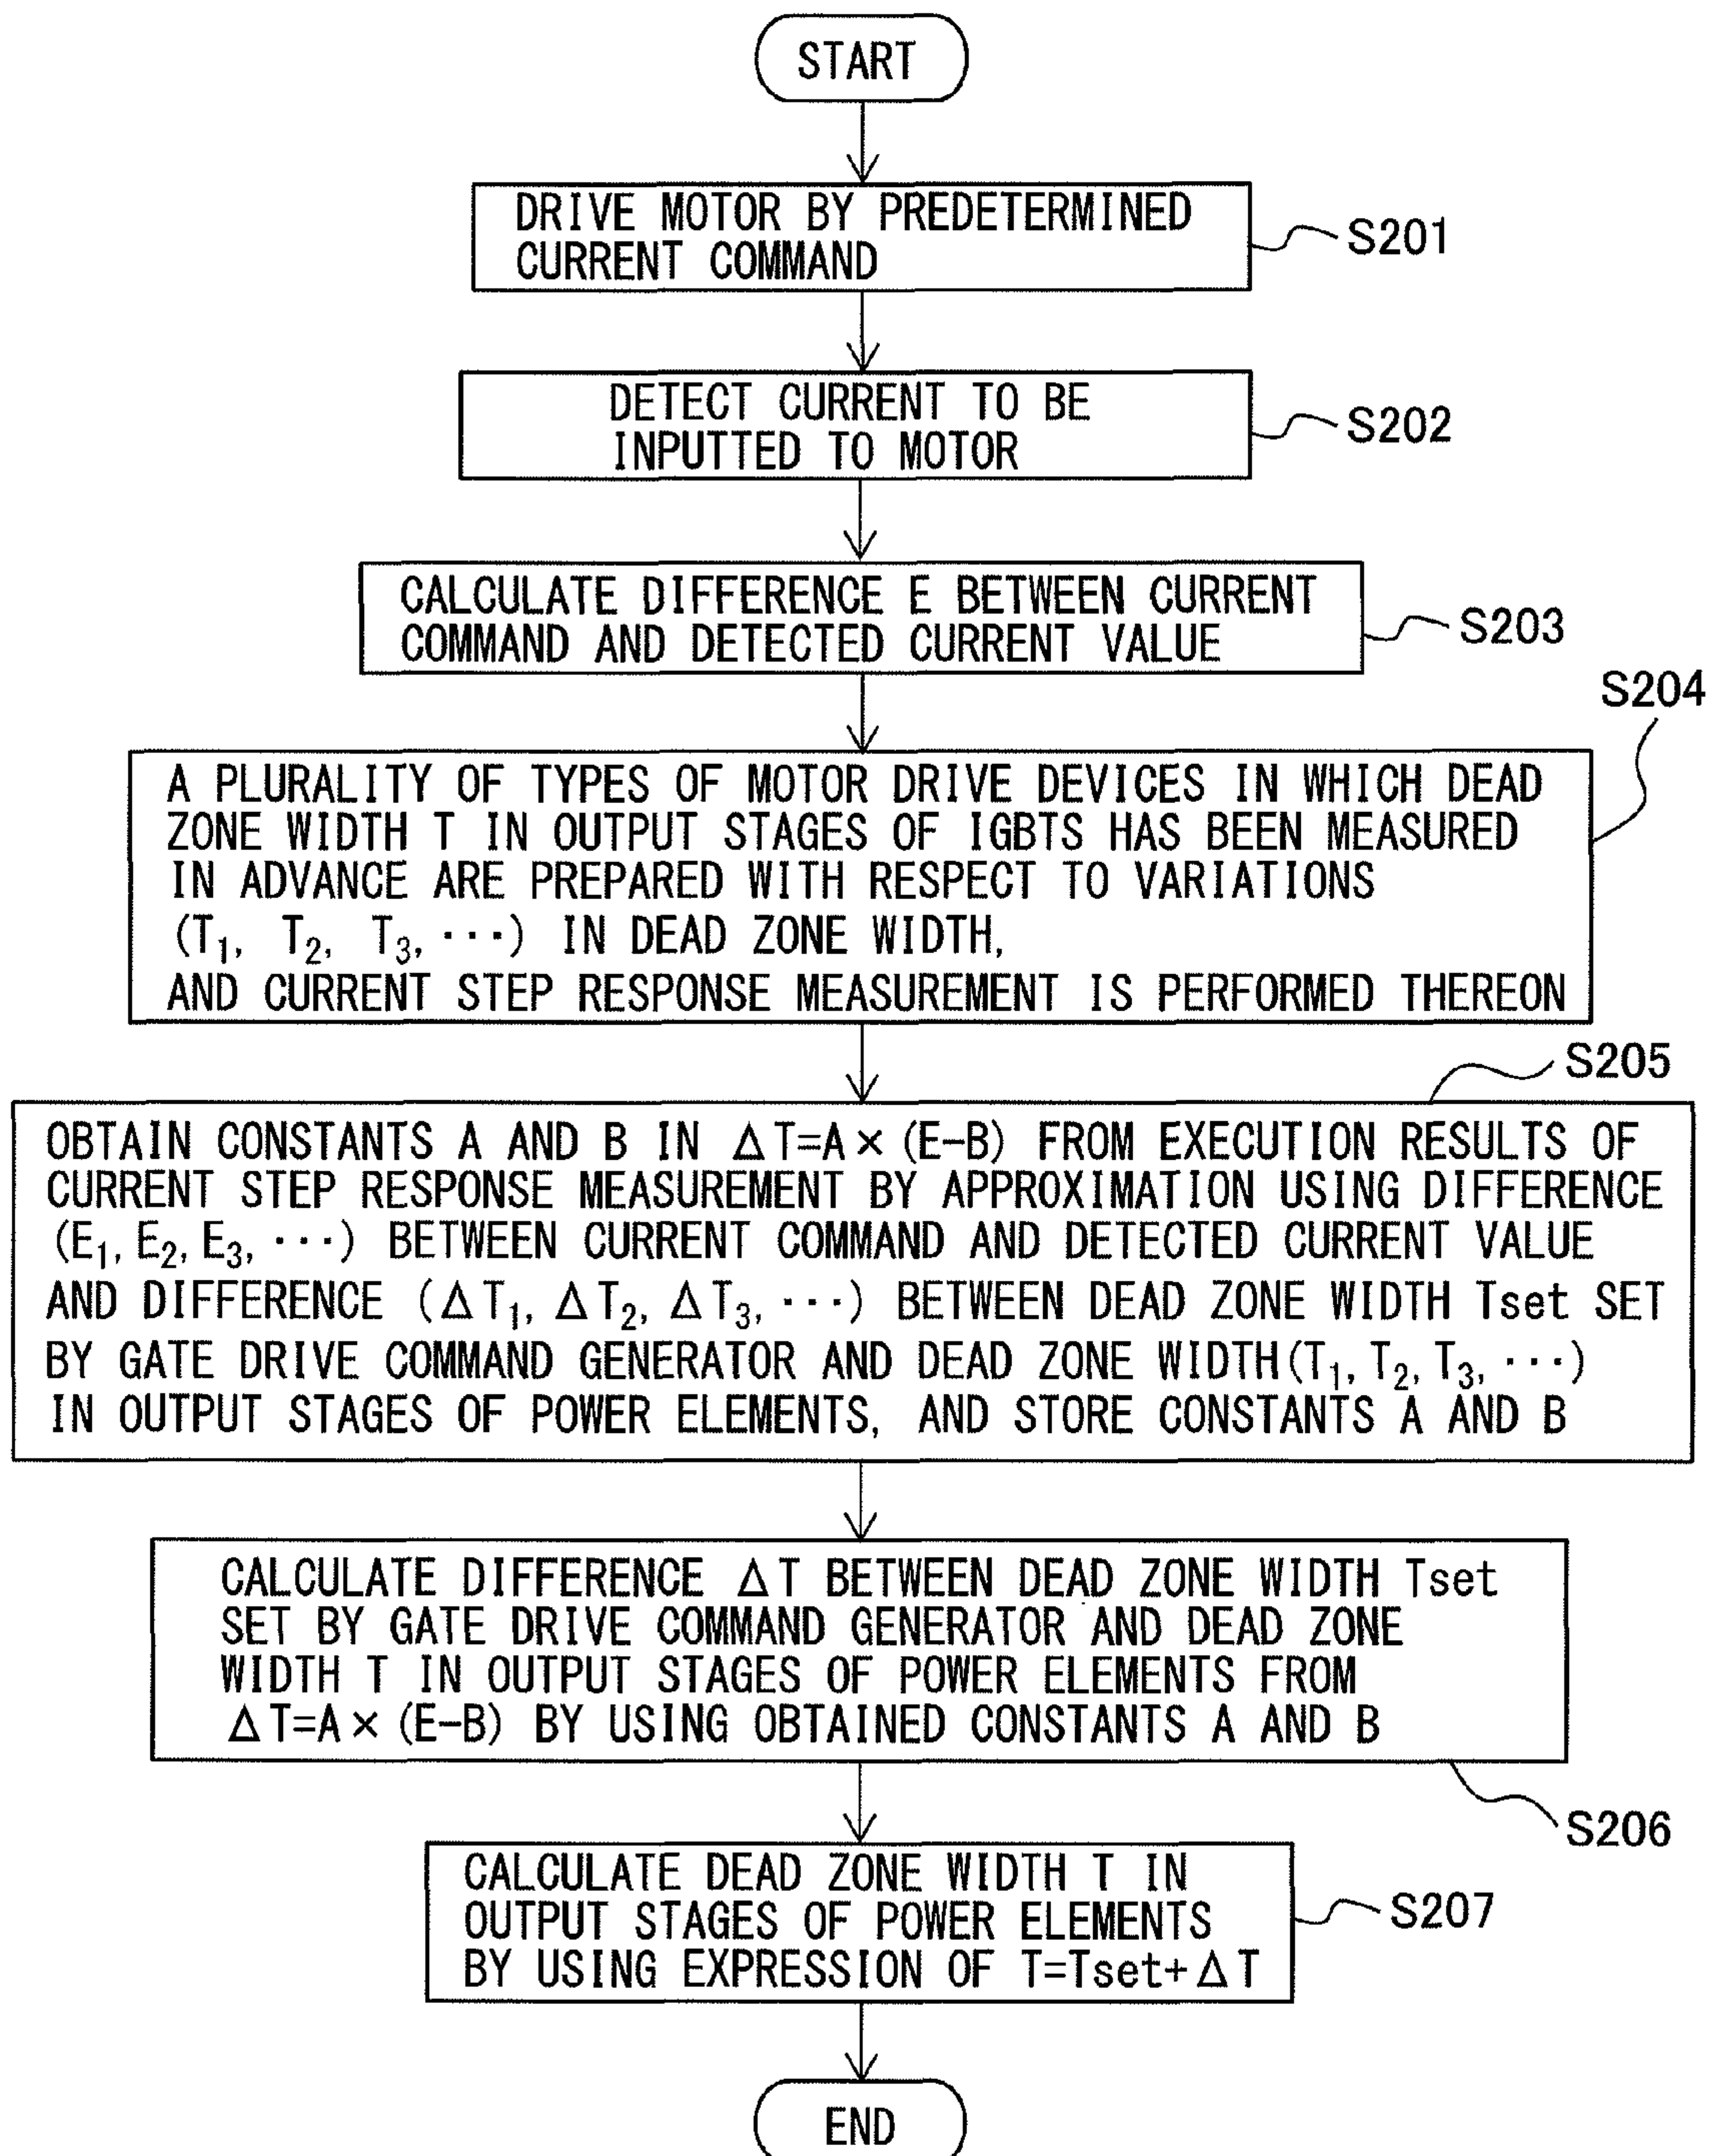 START
DRIVE MOTOR BY PREDETERMINED
CURRENT COMMAND
S201
DETECT CURRENT TO BE
INPUTTED TO MOTOR
S202
CALCULATE DIFFERENCE E BETWEEN CURRENT
COMMAND AND DETECTED CURRENT VALUE
S203
S204
A PLURALITY OF TYPES OF MOTOR DRIVE DEVICES IN WHICH DEAD
ZONE WIDTH T IN OUTPUT STAGES OF IGBTS HAS BEEN MEASURED
IN ADVANCE ARE PREPARED WITH RESPECT TO VARIATIONS
(T₁, T₂, T₃, ···) IN DEAD ZONE WIDTH,
AND CURRENT STEP RESPONSE MEASUREMENT IS PERFORMED THEREON
S205
OBTAIN CONSTANTS A AND B IN ΔT=A×(E-B) FROM EXECUTION RESULTS OF
CURRENT STEP RESPONSE MEASUREMENT BY APPROXIMATION USING DIFFERENCE
(E₁, E₂, E₃, ···) BETWEEN CURRENT COMMAND AND DETECTED CURRENT VALUE
AND DIFFERENCE (ΔT₁, ΔT₂, ΔT₃, ···) BETWEEN DEAD ZONE WIDTH Tset SET
BY GATE DRIVE COMMAND GENERATOR AND DEAD ZONE WIDTH(T₁, T₂, T₃, ···)
IN OUTPUT STAGES OF POWER ELEMENTS, AND STORE CONSTANTS A AND B
CALCULATE DIFFERENCE ΔT BETWEEN DEAD ZONE WIDTH Tset
SET BY GATE DRIVE COMMAND GENERATOR AND DEAD ZONE
WIDTH T IN OUTPUT STAGES OF POWER ELEMENTS FROM
ΔT=A×(E-B) BY USING OBTAINED CONSTANTS A AND B
S206
CALCULATE DEAD ZONE WIDTH T IN
OUTPUT STAGES OF POWER ELEMENTS
BY USING EXPRESSION OF T=Tset+ΔT
S207
END